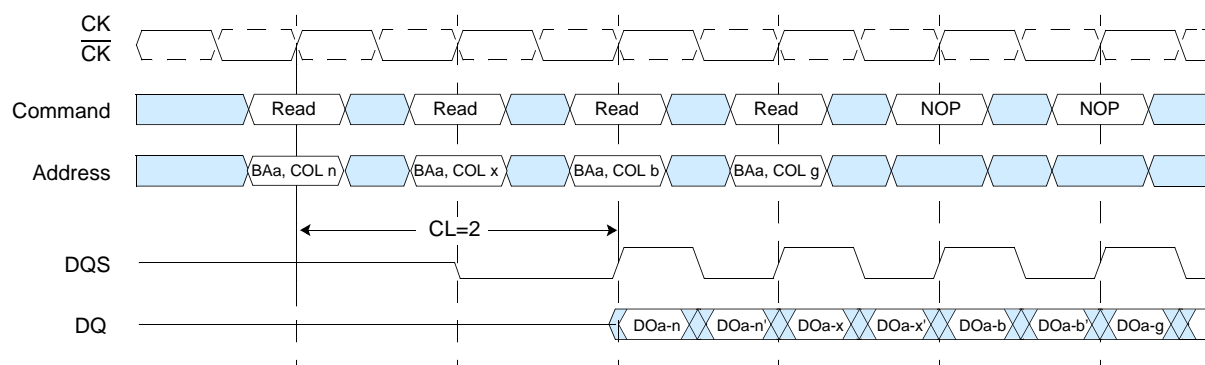 CK
CK
Command Read Read Read Read NOP NOP
Address BAa, COL n BAa, COL x BAa, COL b BAa, COL g
CL=2
DQS
DQ DOa-n DOa-n' DOa-x DOa-x' DOa-b DOa-b' DOa-g